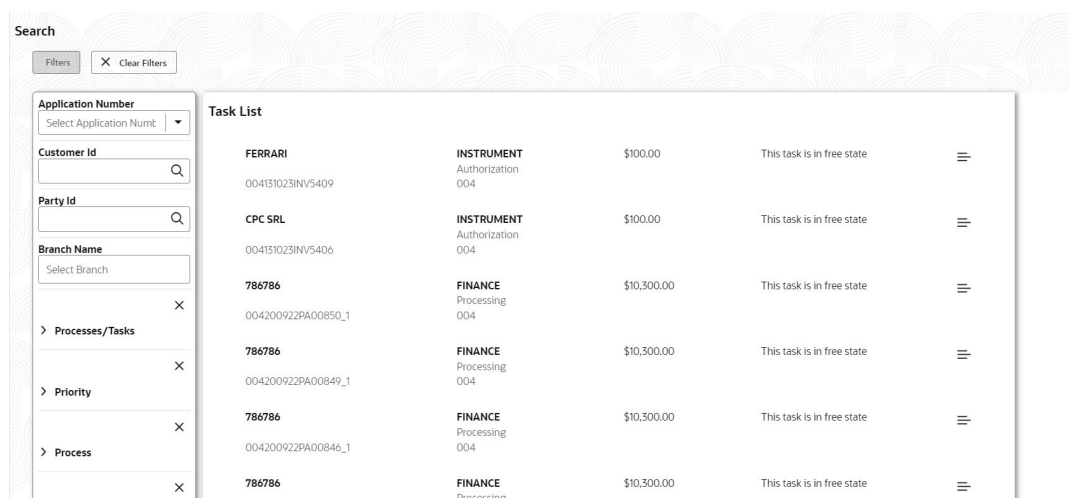 Search
Filters
Clear Filters
Application Number
Select Application Numb
Customer Id
Party Id
Branch Name
Select Branch
Processes/Tasks
Priority
Process
Task List
FERRARI INSTRUMENT $100.00 This task is in free state
Authorization
004131023INV5409 004
CPC SRL INSTRUMENT $100.00 This task is in free state
Authorization
004131023INV5406 004
786786 FINANCE $10,300.00 This task is in free state
Processing
004200922PA00850_1 004
786786 FINANCE $10,300.00 This task is in free state
Processing
004200922PA00849_1 004
786786 FINANCE $10,300.00 This task is in free state
Processing
004200922PA00846_1 004
786786 FINANCE $10,300.00 This task is in free state
Processing